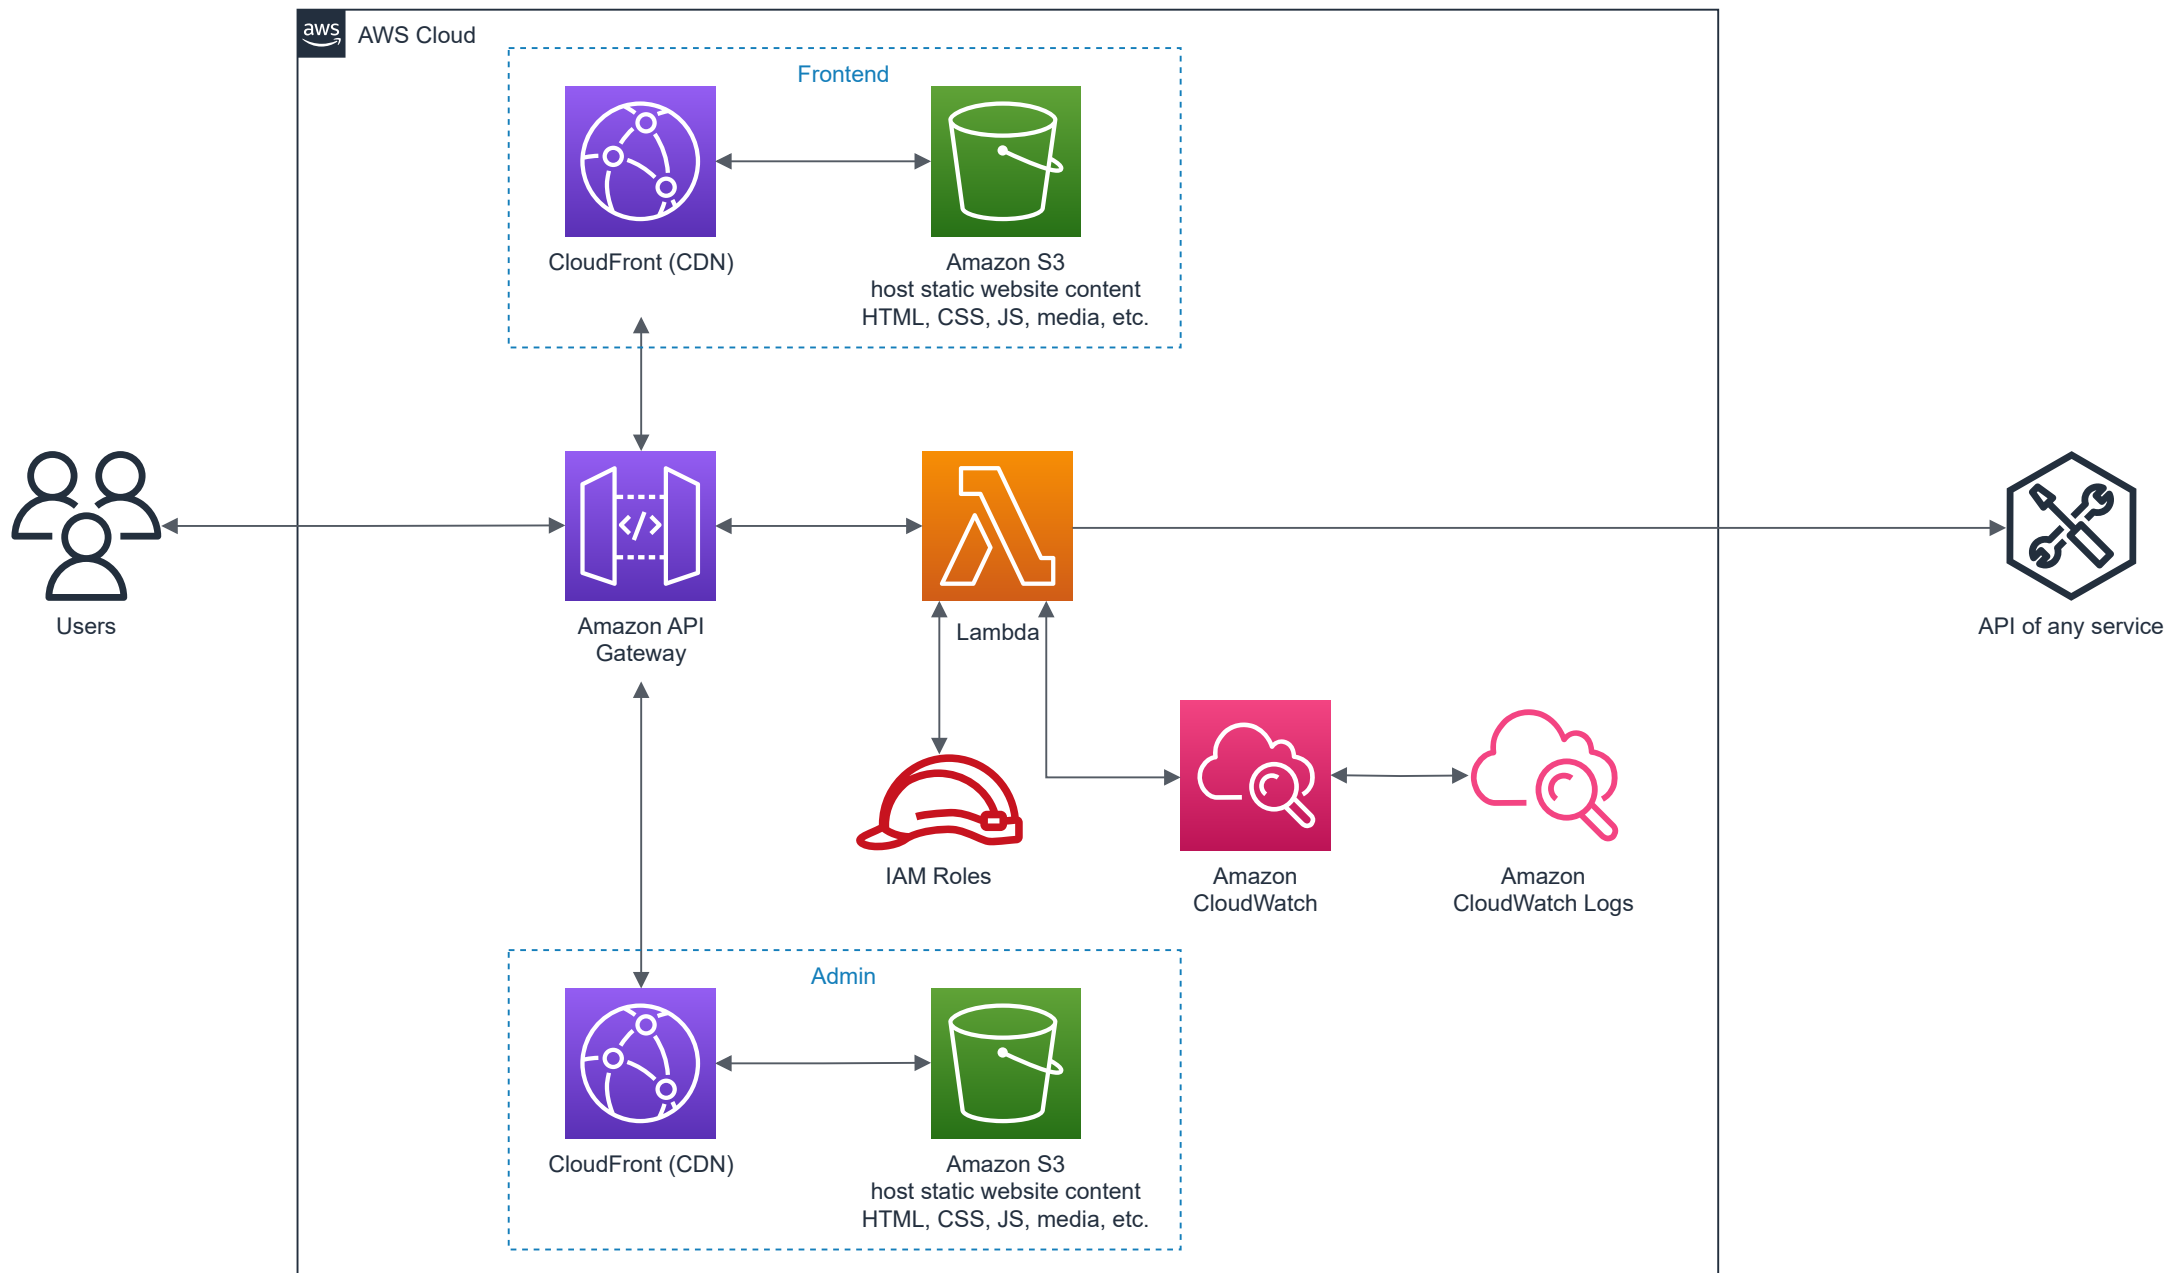 aws
AWS Cloud
Frontend
CloudFront (CDN)
Amazon S3
host static website content
HTML, CSS, JS, media, etc.
Users
Amazon API
Gateway
Lambda
API of any service
IAM Roles
Amazon
CloudWatch
Amazon
CloudWatch Logs
Admin
CloudFront (CDN)
Amazon S3
host static website content
HTML, CSS, JS, media, etc.